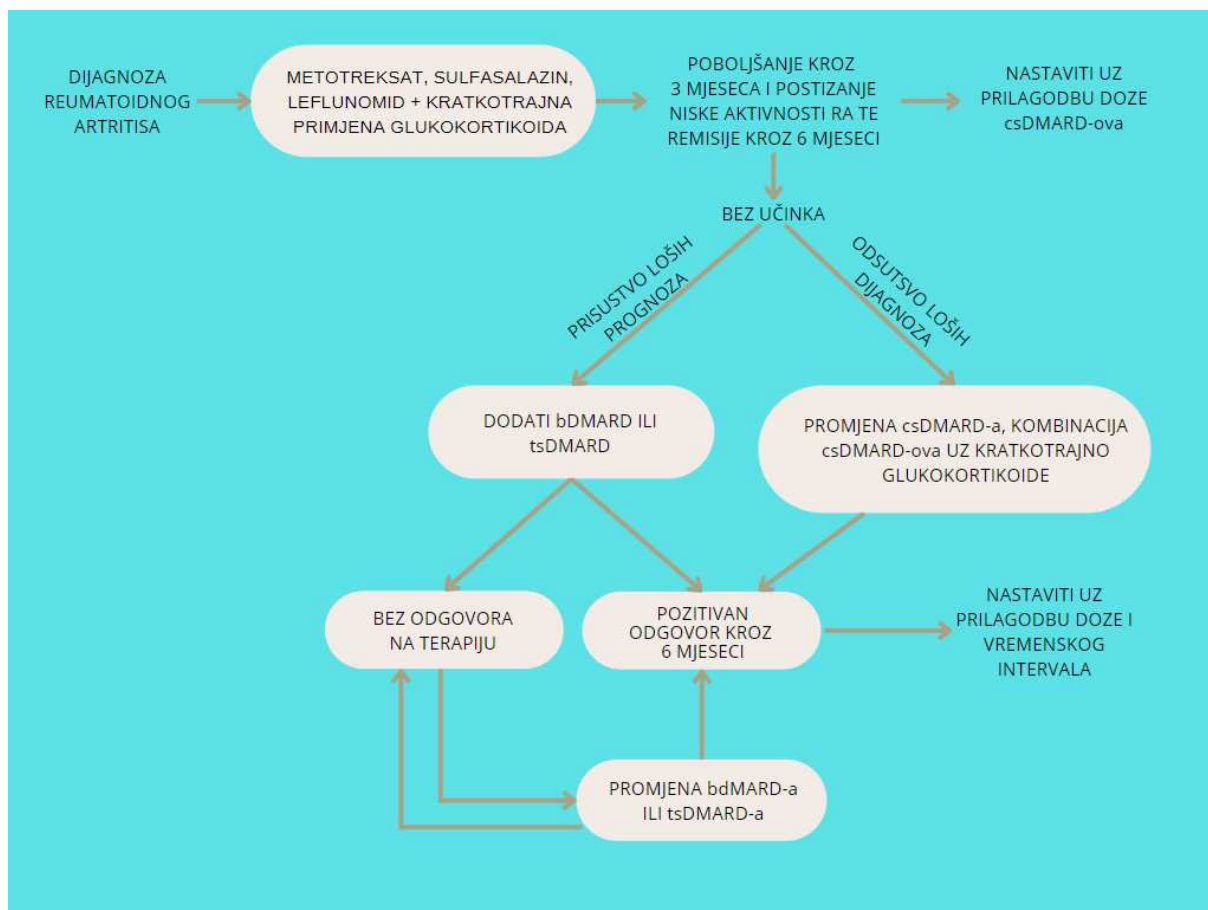 DIJAGNOZA
REUMATOIDNOG
ARTRITISA
METOTREKSAT, SULFASALAZIN,
LEFLUNOMID + KRATKOTRAJNA
PRIMJENA GLUKOKORTIKOIDA
POBOLJŠANJE KROZ
3 MJESECA I POSTIZANJE
NISKE AKTIVNOSTI RA TE
REMISIJE KROZ 6 MJESECI
NASTAVITI UZ
PRILAGODBU DOZE
csDMARD-ova
BEZ UČINKA
PRISUSTVO LOŠIH
PROGNOZA
ODSUTSVO LOŠIH
DIJAGNOZA
DODATI bDMARD ILI
tsDMARD
PROMJENA csDMARD-a, KOMBINACIJA
csDMARD-ova UZ KRATKOTRAJNO
GLUKOKORTIKOIDE
BEZ ODGOVORA
NA TERAPIJU
POZITIVAN
ODGOVOR KROZ
6 MJESECI
NASTAVITI UZ
PRILAGODBU DOZE I
VREMENSKOG
INTERVALA
PROMJENA bdMARD-a
ILI tsDMARD-a